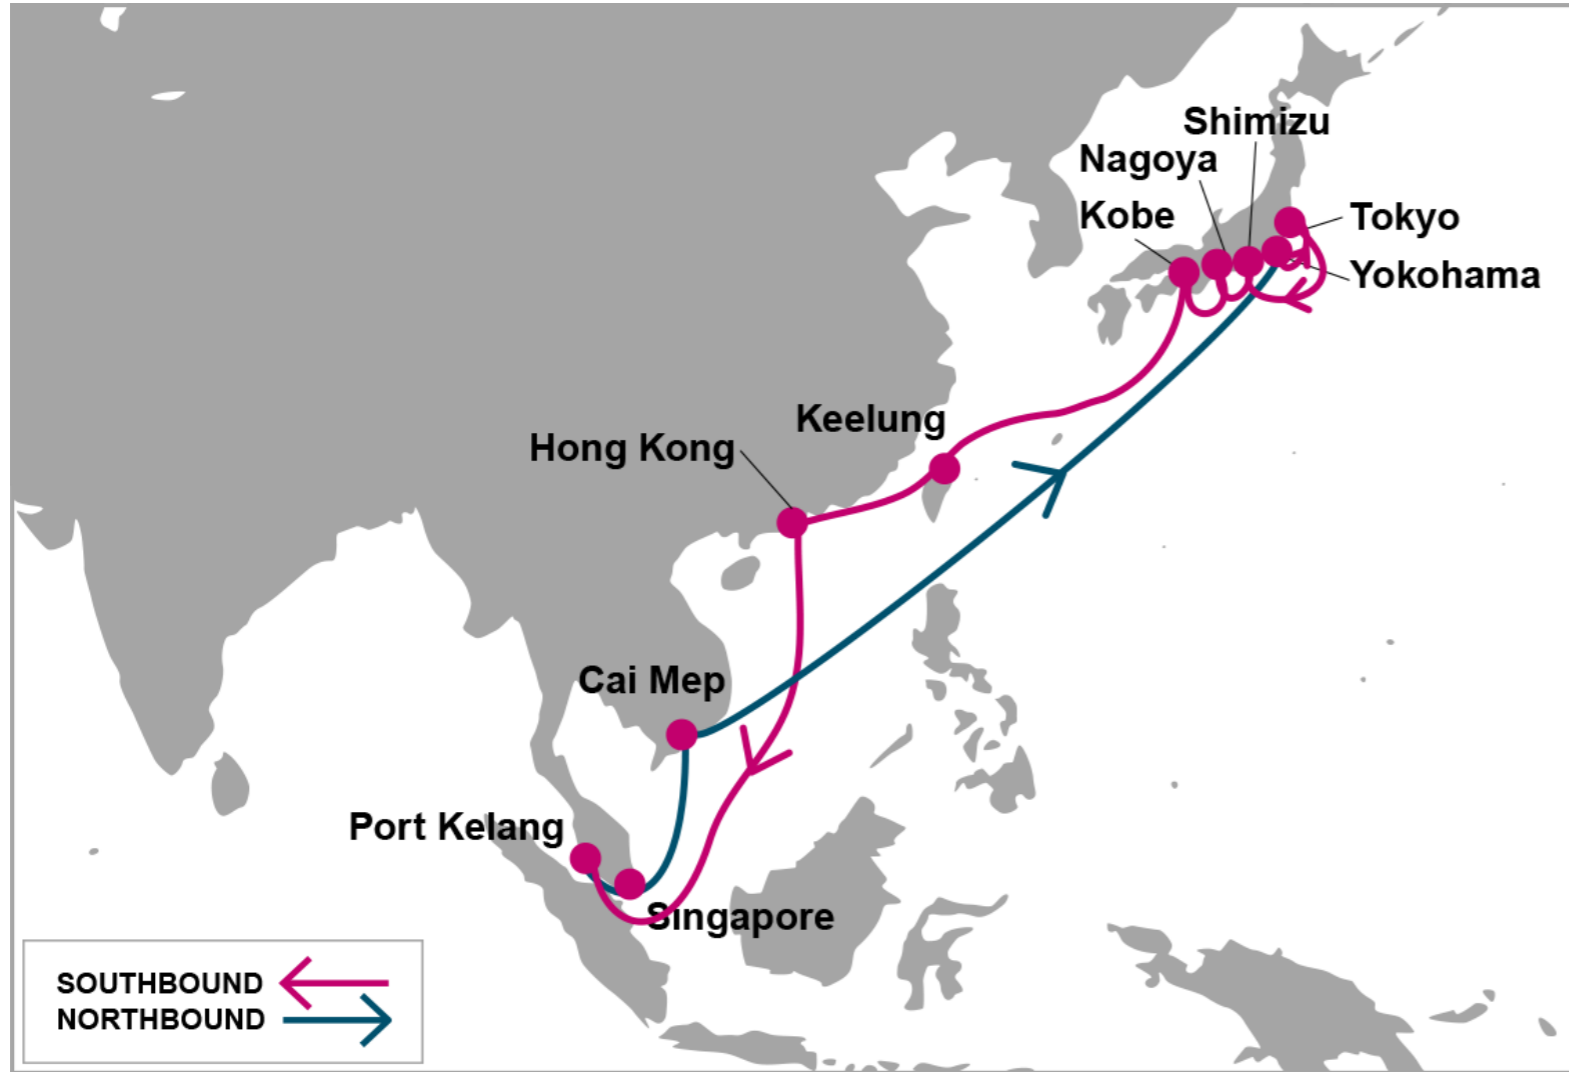 Shimizu
Nagoya
Kobe
Tokyo
Yokohama
Keelung
Hong Kong
Cai Mep
Port Kelang
Singapore
SOUTHBOUND
NORTHBOUND